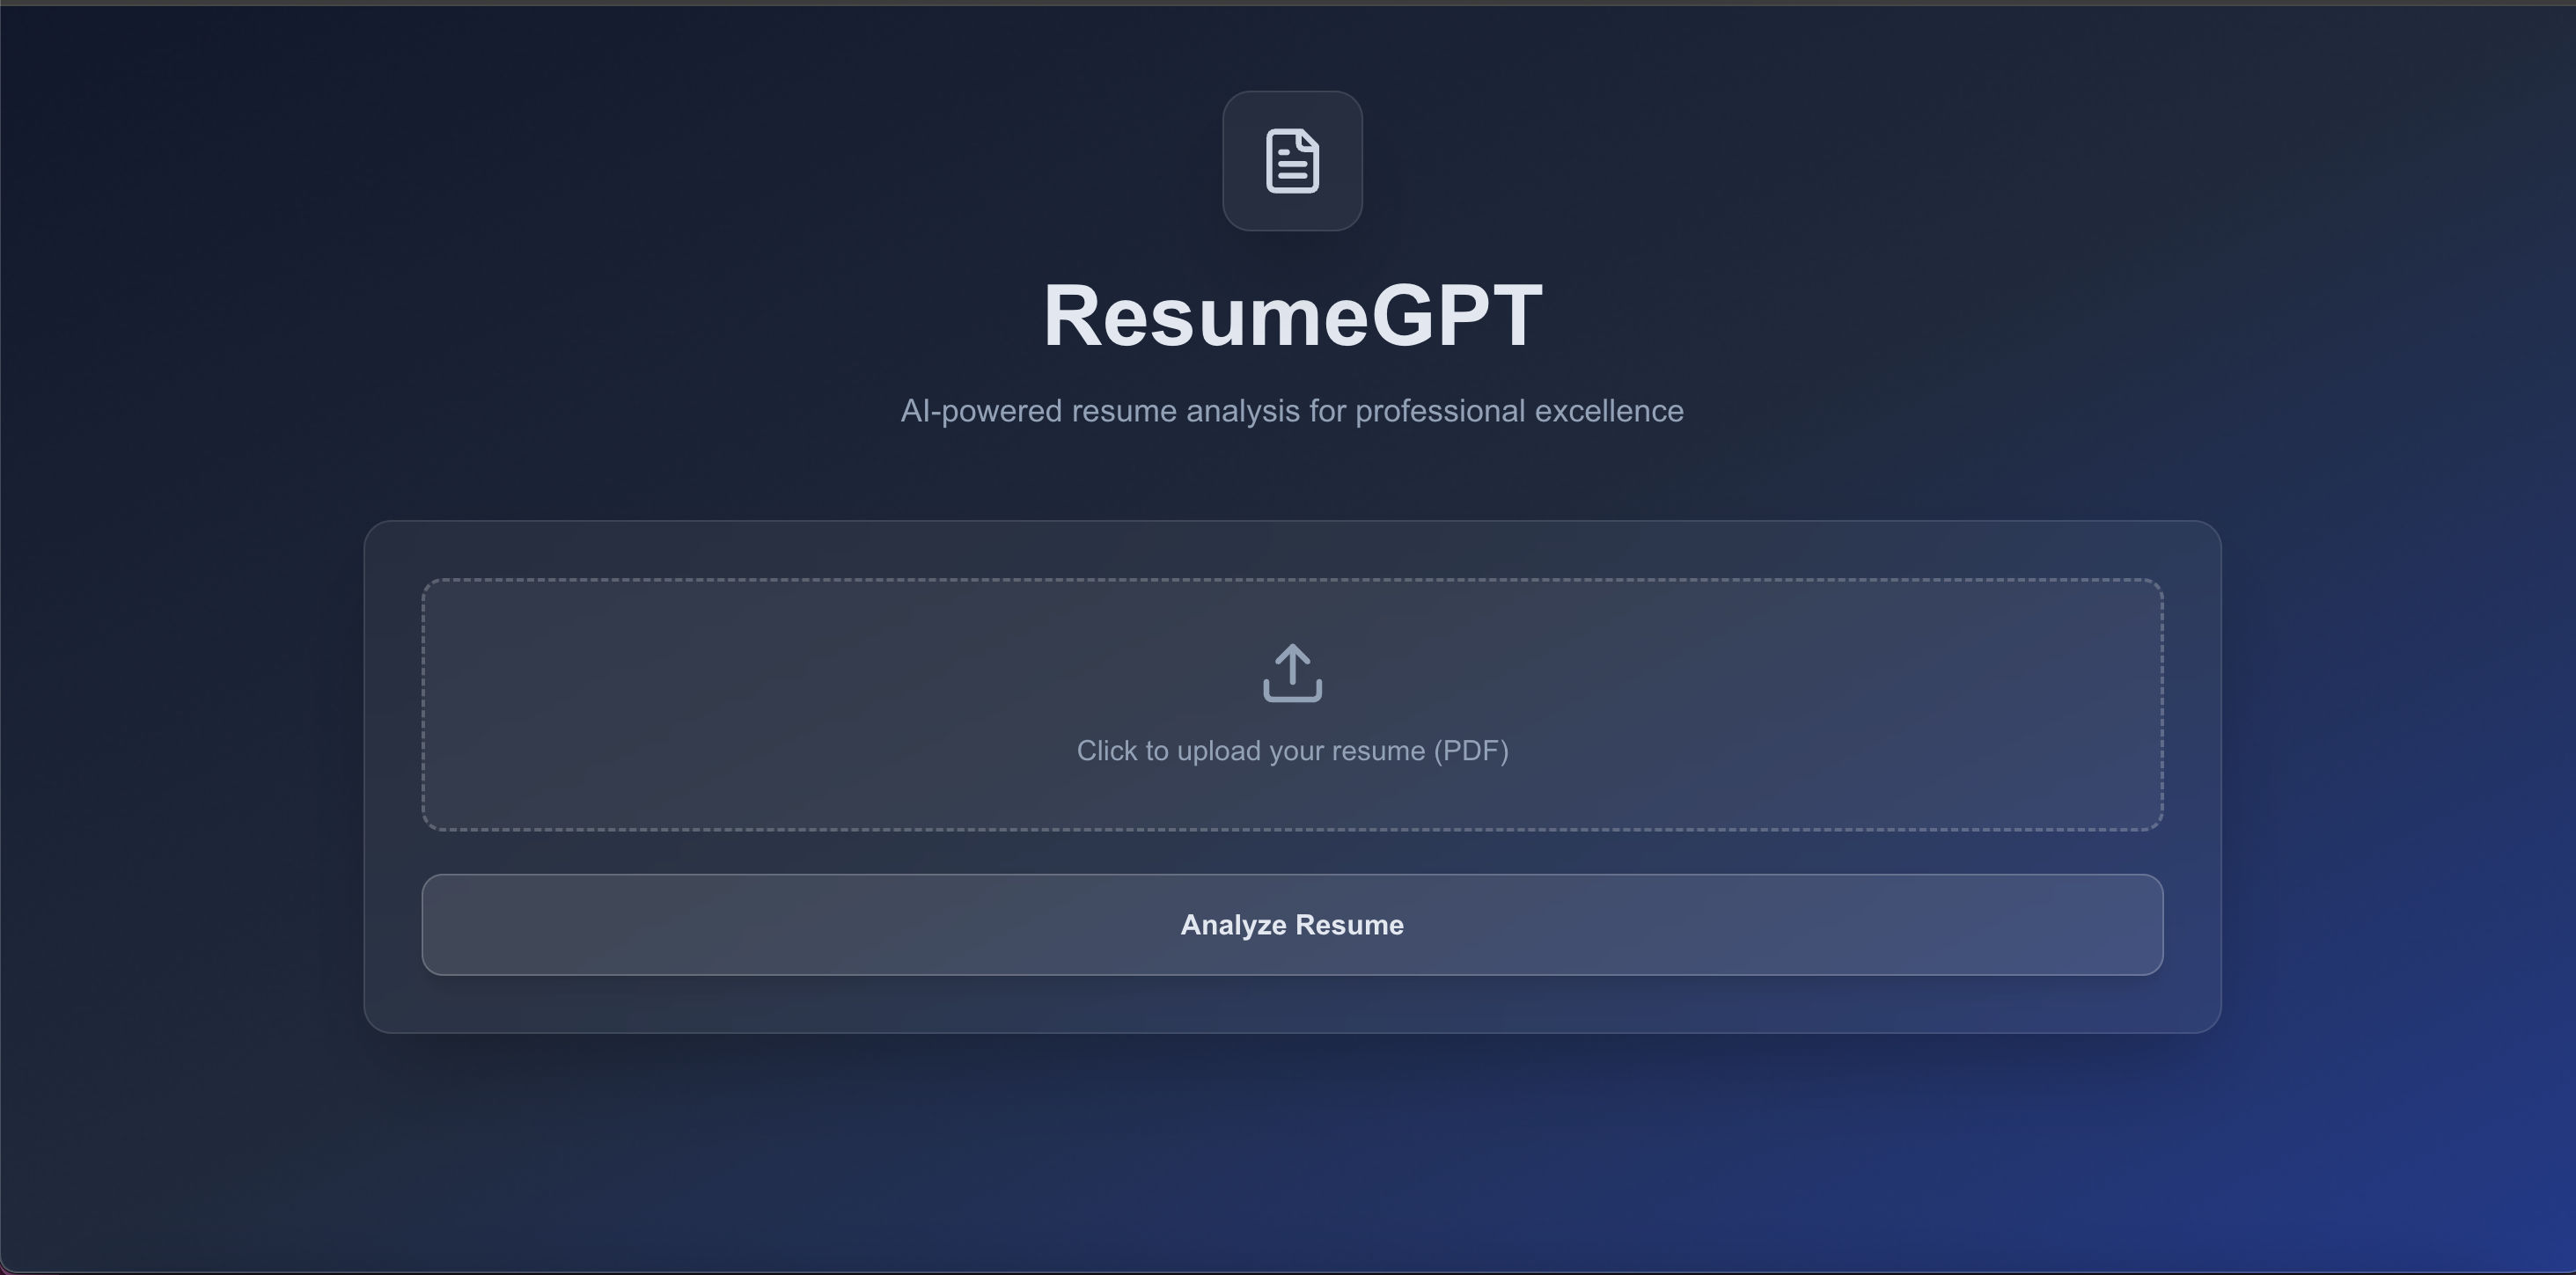 ResumeGPT
AI-powered resume analysis for professional excellence
Click to upload your resume (PDF)
Analyze Resume